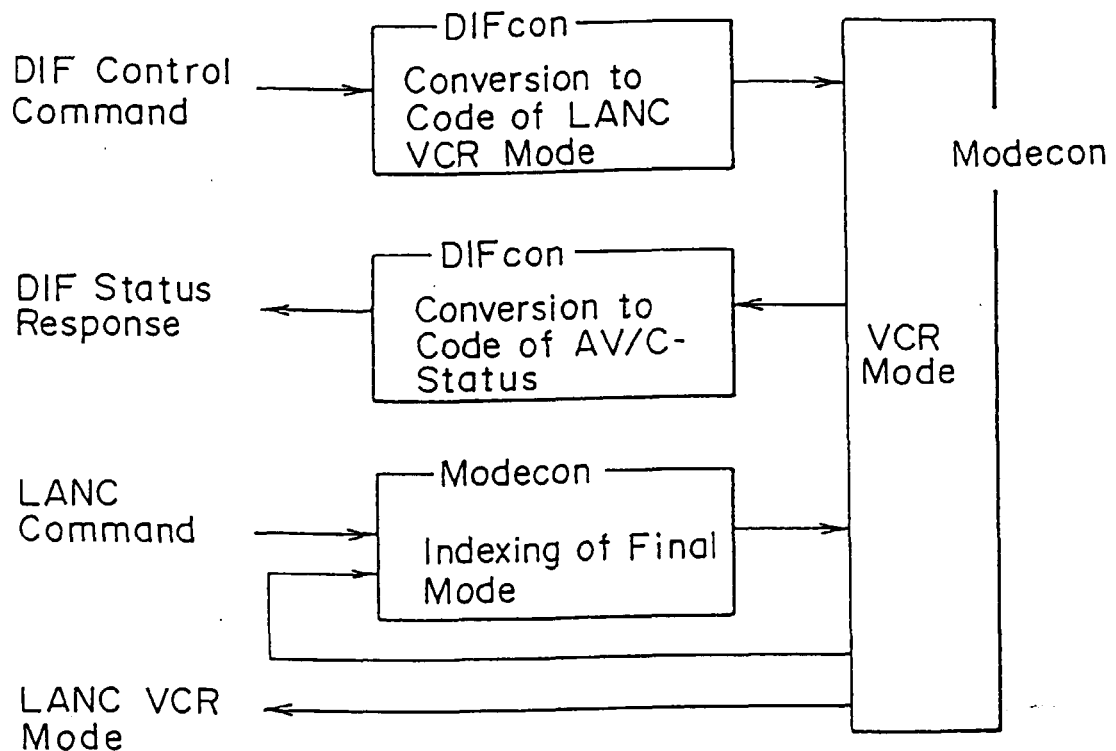 DIFcon
DIF Control
Command
Conversion to
Code of LANC
VCR Mode
Modecon
DIFcon
DIF Status
Response
Conversion to
Code of AV/C-
Status
VCR
Mode
Modecon
LANC
Command
Indexing of Final
Mode
LANC VCR
Mode